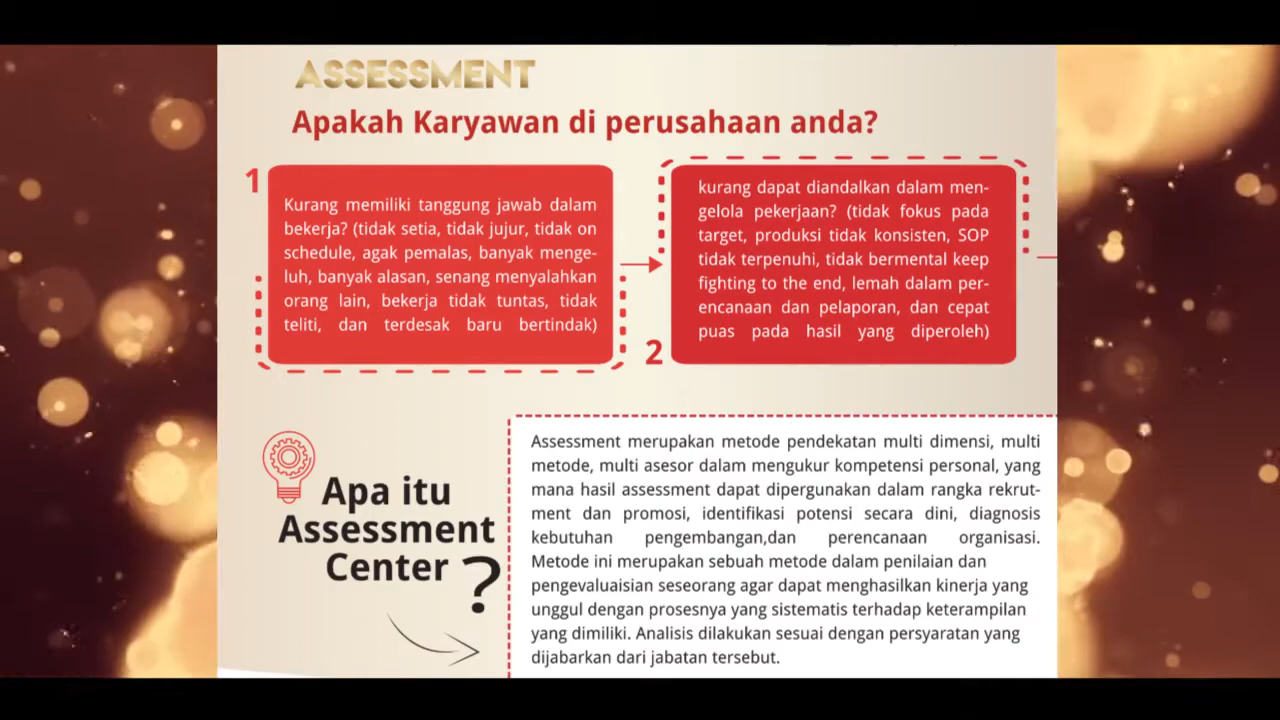 ASSESSMENT
Apakah Karyawan di perusahaan anda?
1
Kurang memiliki tanggung jawab dalam
bekerja? (tidak setia, tidak jujur, tidak on
schedule, agak pemalas, banyak menge-
luh, banyak alasan, senang menyalahkan
orang lain, bekerja tidak tuntas, tidak
teliti, dan terdesak baru bertindak)
2
kurang dapat diandalkan dalam men-
gelola pekerjaan? (tidak fokus pada
target, produksi tidak konsisten, SOP
tidak terpenuhi, tidak bermental keep
fighting to the end, lemah dalam per-
encanaan dan pelaporan, dan cepat
puas pada hasil yang diperoleh)
Apa itu
Assessment
Center ?
Assessment merupakan metode pendekatan multi dimensi, multi
metode, multi asesor dalam mengukur kompetensi personal, yang
mana hasil assessment dapat dipergunakan dalam rangka rekrut-
ment dan promosi, identifikasi potensi secara dini, diagnosis
kebutuhan pengembangan,dan perencanaan organisasi.
Metode ini merupakan sebuah metode dalam penilaian dan
pengevaluaisian seseorang agar dapat menghasilkan kinerja yang
unggul dengan prosesnya yang sistematis terhadap keterampilan
yang dimiliki. Analisis dilakukan sesuai dengan persyaratan yang
dijabarkan dari jabatan tersebut.